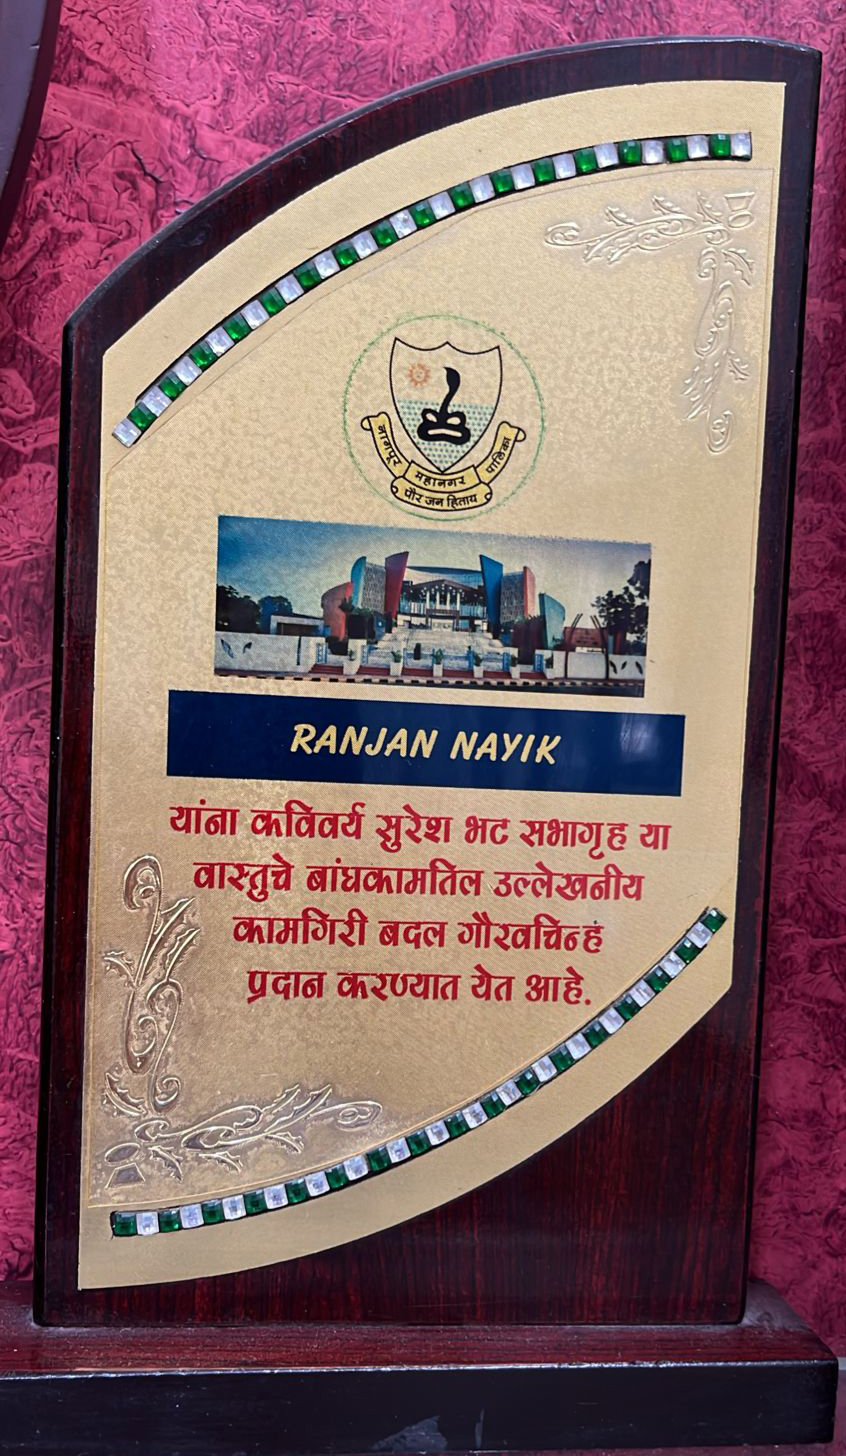 नागपूर महानगर पालिका
पौर जन हिताय
RANJAN NAYIK
यांना कविवर्य सुरेश भट सभागृह या
वास्तुचे बांधकामतिल उल्लेखनीय
कामगिरी बदल गौरवचिन्हं
प्रदान करण्यात येत आहे.